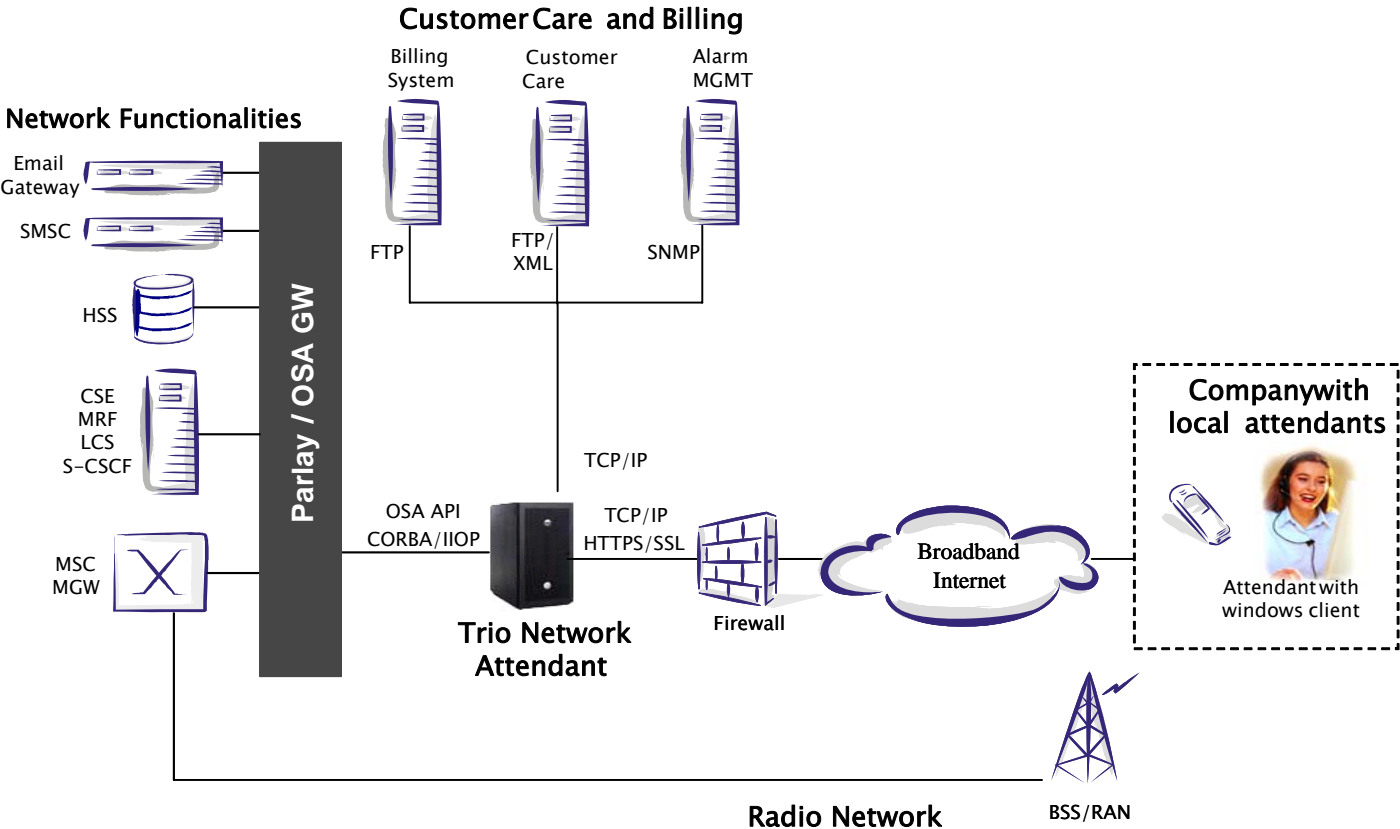 Customer Care and Billing
Billing
System
Customer
Care
Alarm
MGMT
Network Functionalities
Email
Gateway
SMSC
HSS
CSE
MRF
LCS
S-CSCF
MSC
MGW
Parlay / OSA GW
FTP
FTP/
XML
SNMP
TCP/IP
OSA API
CORBA/IIOP
TCP/IP
HTTPS/SSL
Trio Network
Attendant
Firewall
Broadband
Internet
Companywith
local attendants
Attendant with
windows client
Radio Network
BSS/RAN